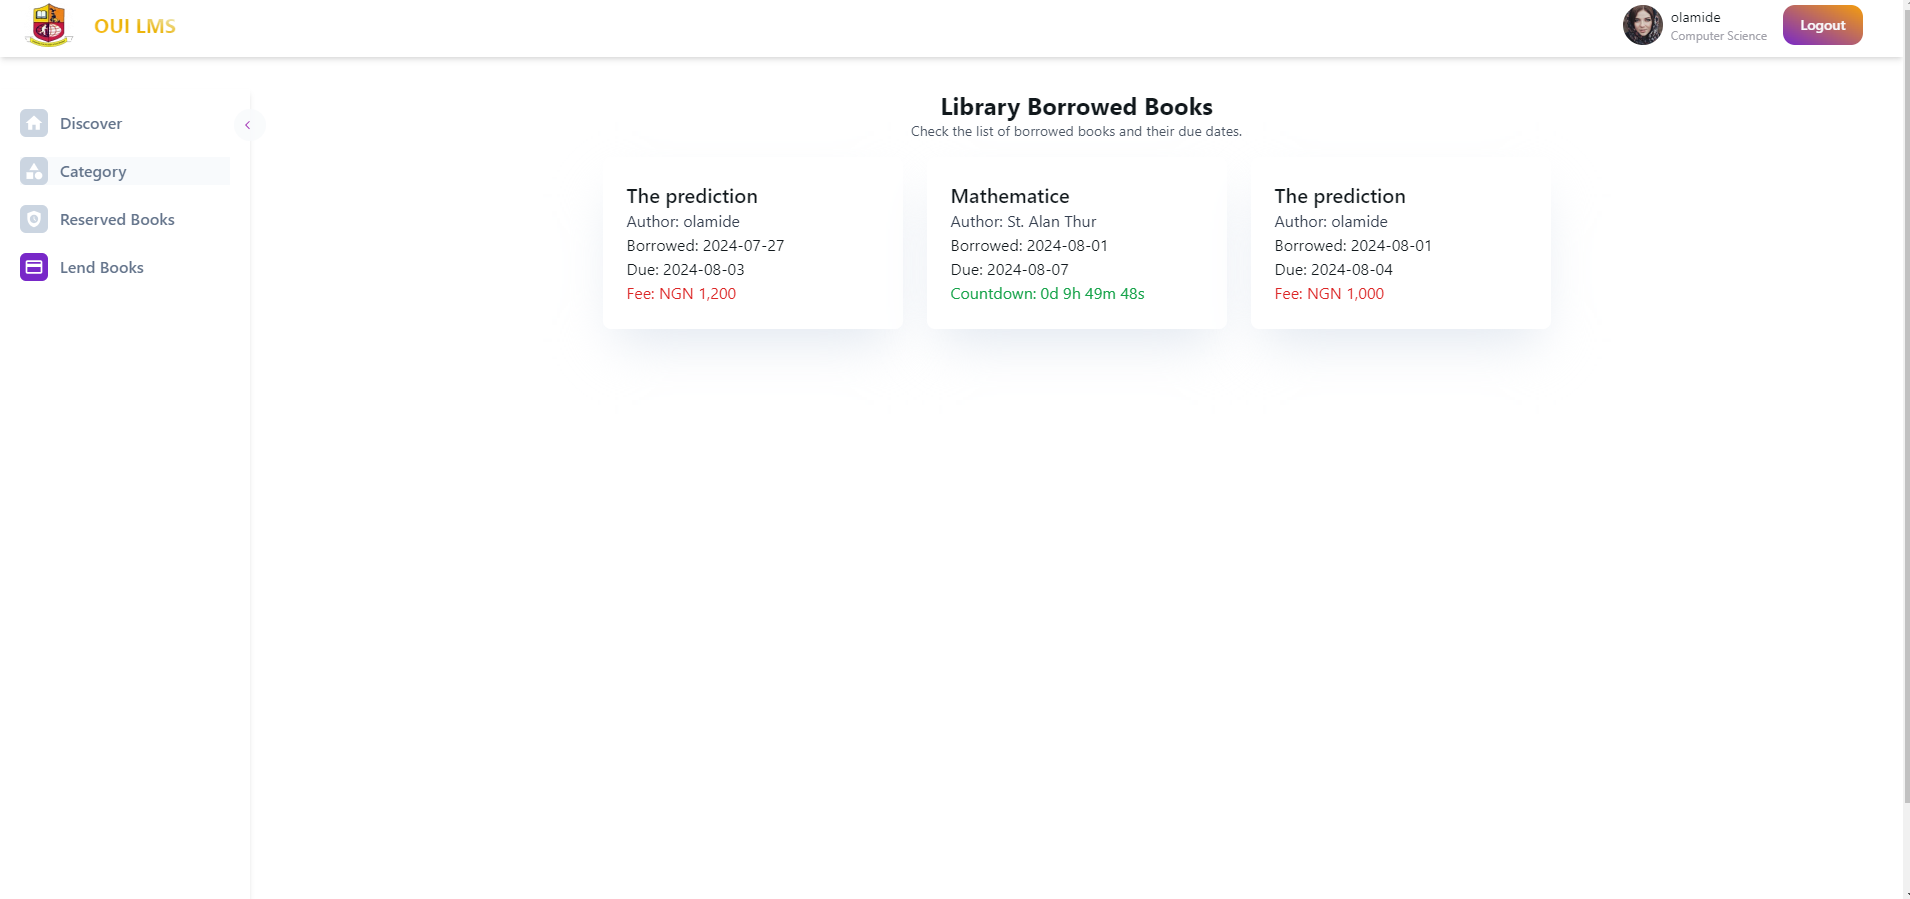 OUI LMS
olamide
Computer Science
Logout
Discover
Category
Reserved Books
Lend Books
Library Borrowed Books
Check the list of borrowed books and their due dates.
The prediction
Author: olamide
Borrowed: 2024-07-27
Due: 2024-08-03
Fee: NGN 1,200
Mathematice
Author: St. Alan Thur
Borrowed: 2024-08-01
Due: 2024-08-07
Countdown: 0d 9h 49m 48s
The prediction
Author: olamide
Borrowed: 2024-08-01
Due: 2024-08-04
Fee: NGN 1,000